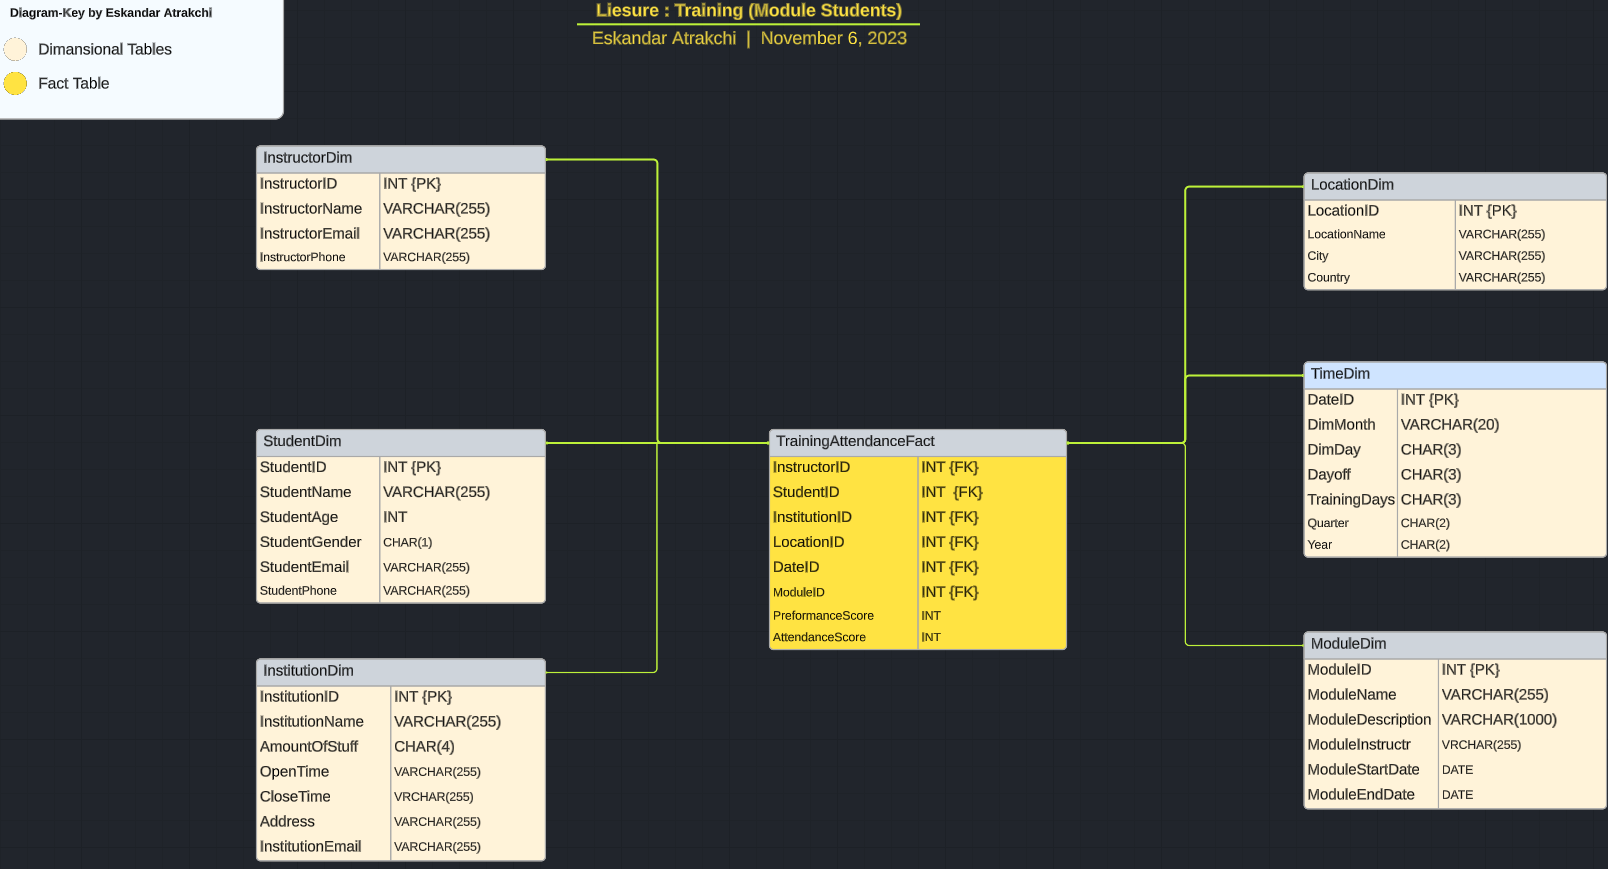 Diagram-Key by Eskandar Atrakchi
Dimansional Tables
Fact Table
Liesure : Training (Module Students)
Eskandar Atrakchi | November 6, 2023
InstructorDim
InstructorID INT {PK}
InstructorName VARCHAR(255)
InstructorEmail VARCHAR(255)
InstructorPhone VARCHAR(255)
StudentDim
StudentID INT {PK}
StudentName VARCHAR(255)
StudentAge INT
StudentGender CHAR(1)
StudentEmail VARCHAR(255)
StudentPhone VARCHAR(255)
InstitutionDim
InstitutionID INT {PK}
InstitutionName VARCHAR(255)
AmountOfStuff CHAR(4)
OpenTime VARCHAR(255)
CloseTime VRCHAR(255)
Address VARCHAR(255)
InstitutionEmail VARCHAR(255)
TrainingAttendanceFact
InstructorID INT {FK}
StudentID INT {FK}
InstitutionID INT {FK}
LocationID INT {FK}
DateID INT {FK}
ModuleID INT {FK}
PreformanceScore INT
AttendanceScore INT
LocationDim
LocationID INT {PK}
LocationName VARCHAR(255)
City VARCHAR(255)
Country VARCHAR(255)
TimeDim
DateID INT {PK}
DimMonth VARCHAR(20)
DimDay CHAR(3)
Dayoff CHAR(3)
TrainingDays CHAR(3)
Quarter CHAR(2)
Year CHAR(2)
ModuleDim
ModuleID INT {PK}
ModuleName VARCHAR(255)
ModuleDescription VARCHAR(1000)
ModuleInstructr VRCHAR(255)
ModuleStartDate DATE
ModuleEndDate DATE